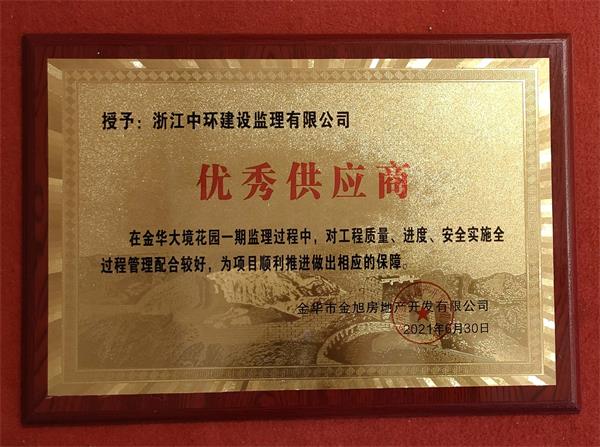 授予：浙江中环建设监理有限公司
优秀供应商
在金华大境花园一期监理过程中，对工程质量、进度、安全实施全
过程管理配合较好，为项目顺利推进做出相应的保障。
金华市金旭房地产开发有限公司
2021年6月30日